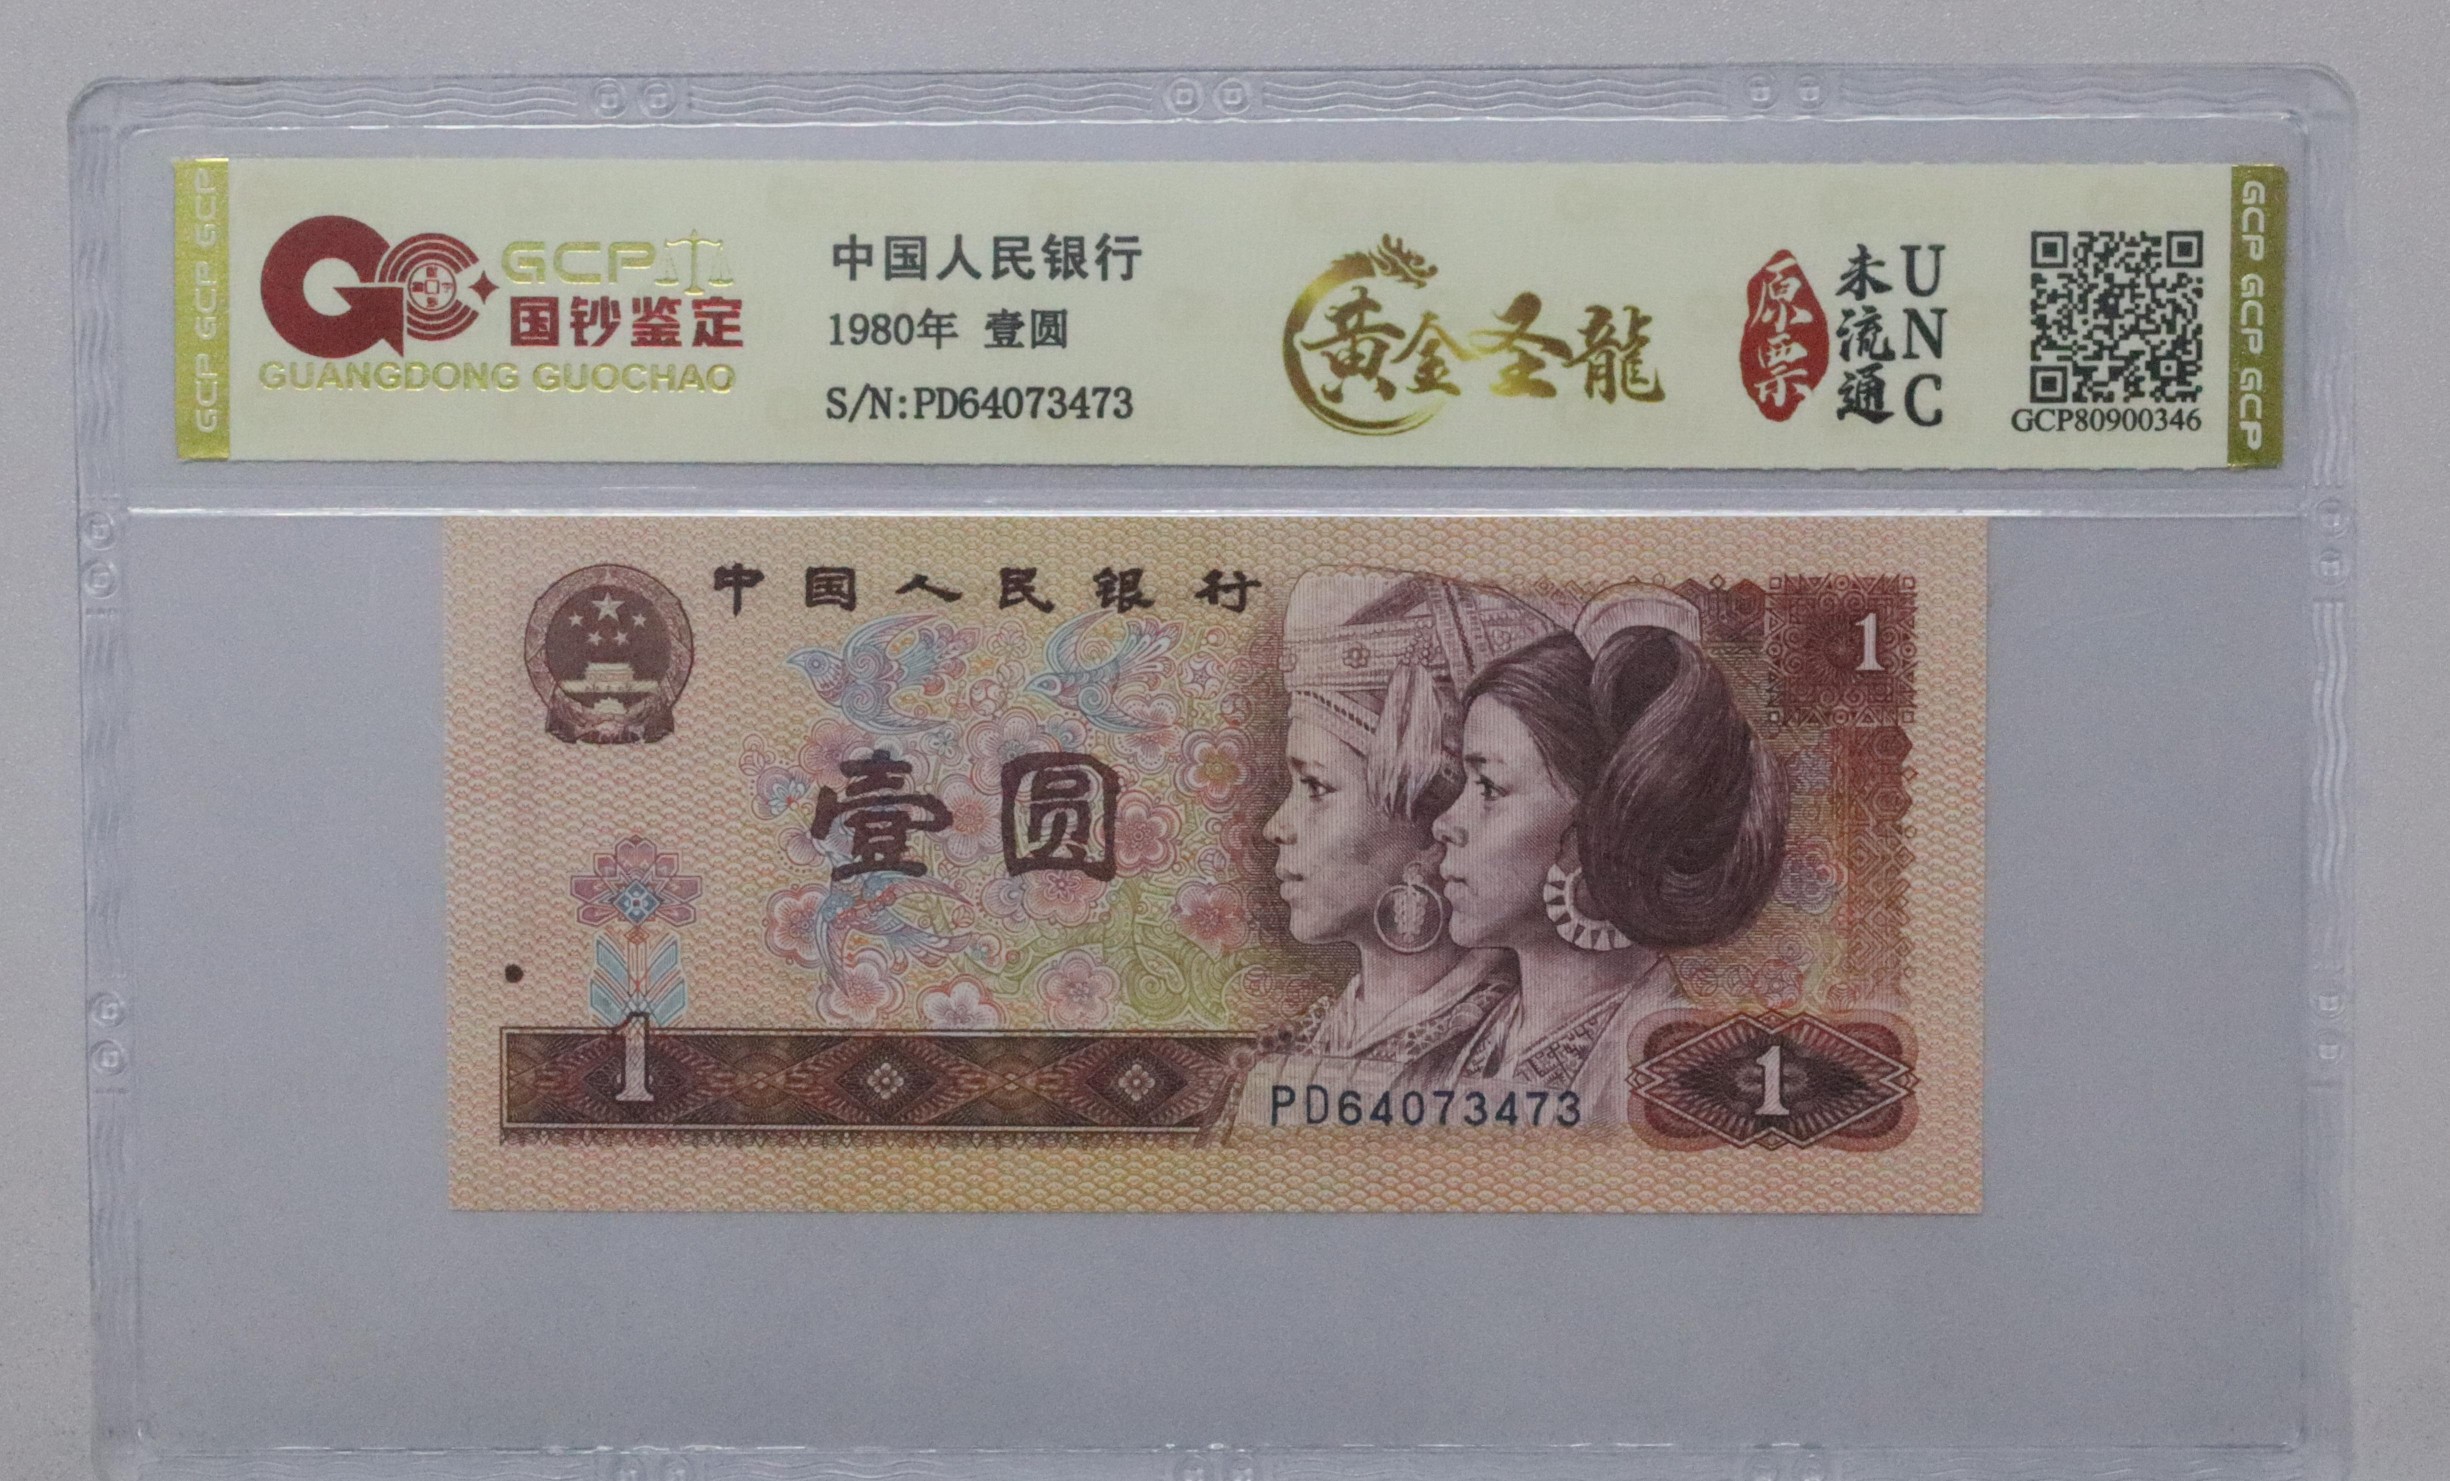 GCP GCP GCP
GCP
国钞鉴定
GUANGDONG GUOCHAO
中国人民银行
1980年 壹圆
S/N:PD64073473
黄金圣龍
原票
未流通
UNC
GCP80900346
GCP GCP GCP
中国人民银行
1
壹圆
1
PD64073473
1